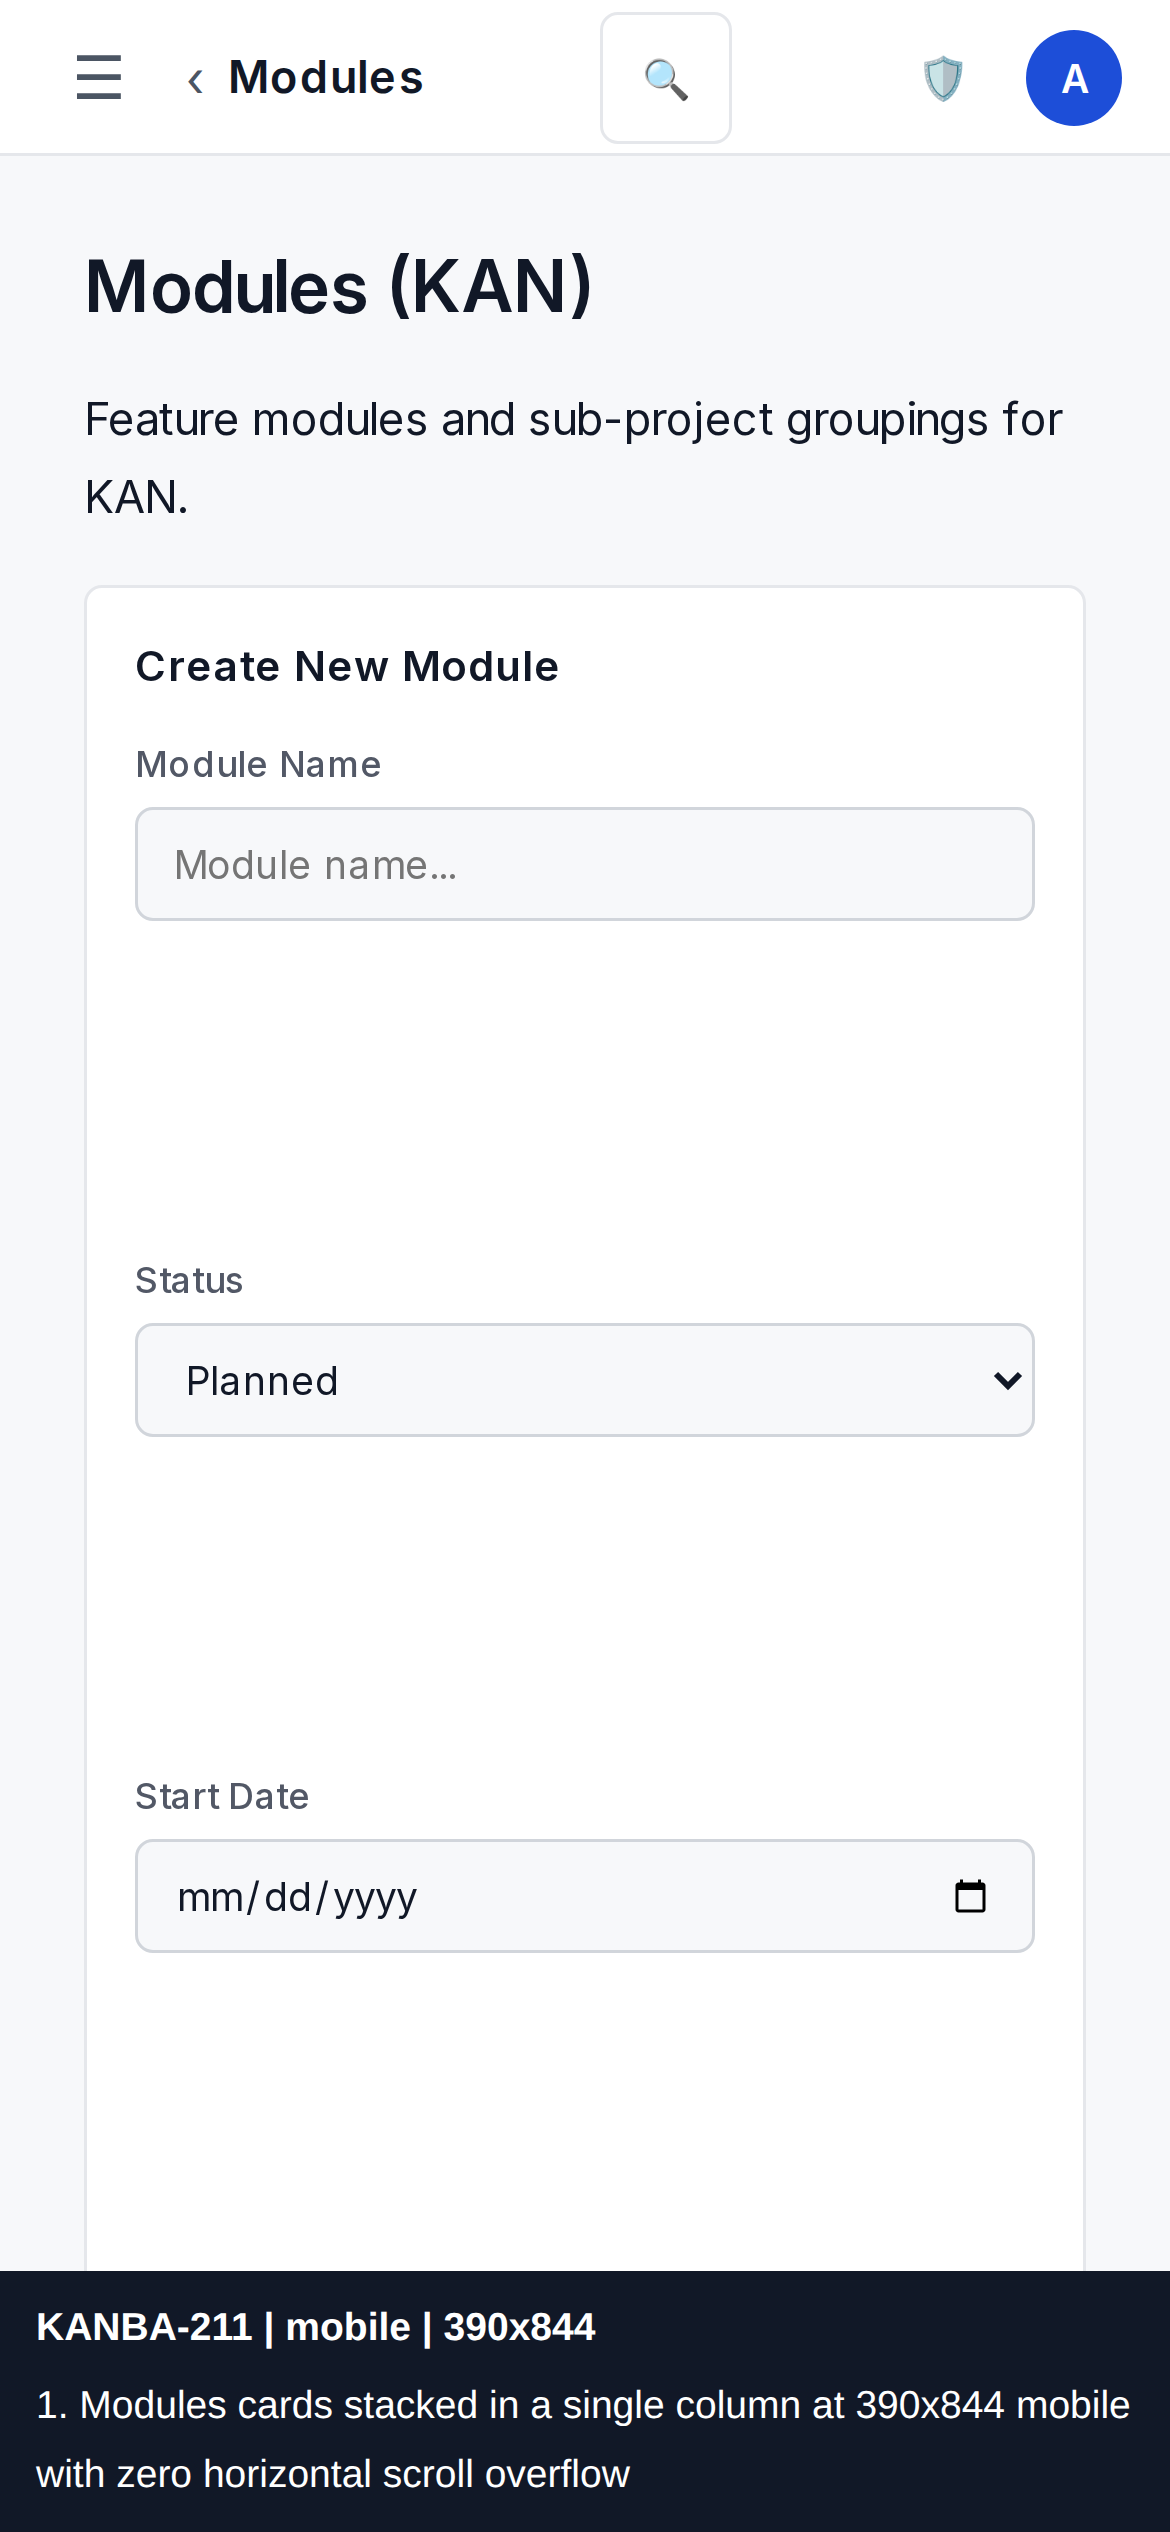 ☰ ‹ Modules A
Modules (KAN)
Feature modules and sub-project groupings for
KAN.
Create New Module
Module Name
Module name...
Status
Planned
Start Date
mm/dd/yyyy
KANBA-211 | mobile | 390x844
1. Modules cards stacked in a single column at 390x844 mobile
with zero horizontal scroll overflow